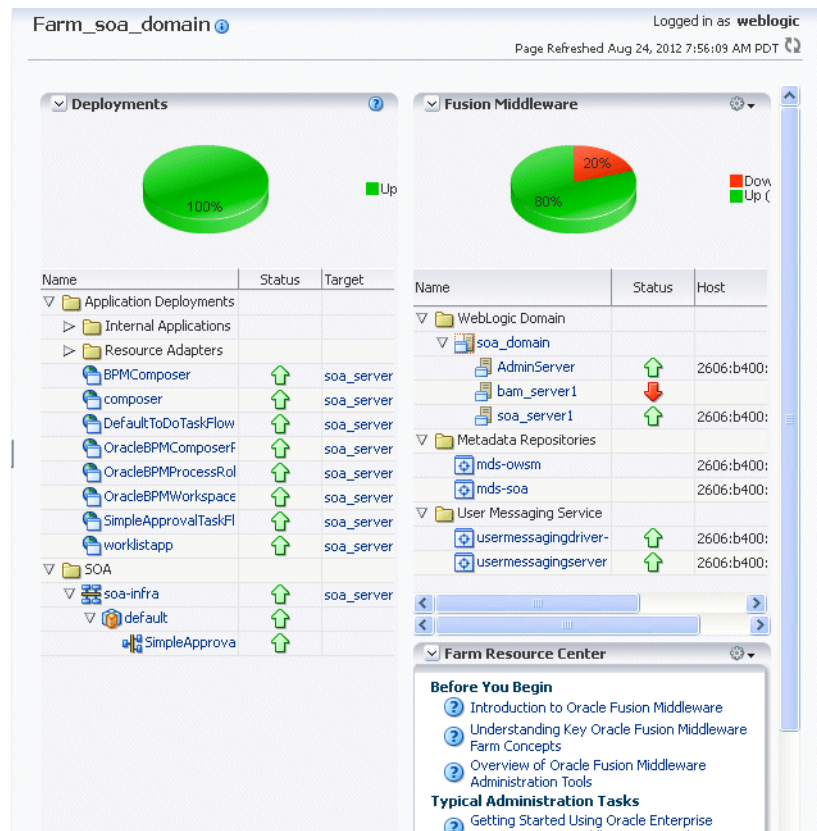 Farm_soa_domain
Logged in as weblogic
Page Refreshed Aug 24, 2012 7:56:09 AM PDT
Deployments
100%
Up
Name Status Target
Application Deployments
Internal Applications
Resource Adapters
BPMComposer soa_server
composer soa_server
DefaultToDoTaskFlow soa_server
OracleBPMComposerF soa_server
OracleBPMProcessRol soa_server
OracleBPMWorkspace soa_server
SimpleApprovalTaskFl soa_server
worklistapp soa_server
SOA
soa-infra soa_server
default
SimpleApprova
Fusion Middleware
20%
80%
Dow
Up (
Name Status Host
WebLogic Domain
soa_domain
AdminServer 2606:b400:
bam_server1
soa_server1 2606:b400:
Metadata Repositories
mds-owsm 2606:b400:
mds-soa 2606:b400:
User Messaging Service
usermessagingdriver- 2606:b400:
usermessagingserver 2606:b400:
Farm Resource Center
Before You Begin
Introduction to Oracle Fusion Middleware
Understanding Key Oracle Fusion Middleware
Farm Concepts
Overview of Oracle Fusion Middleware
Administration Tools
Typical Administration Tasks
Getting Started Using Oracle Enterprise